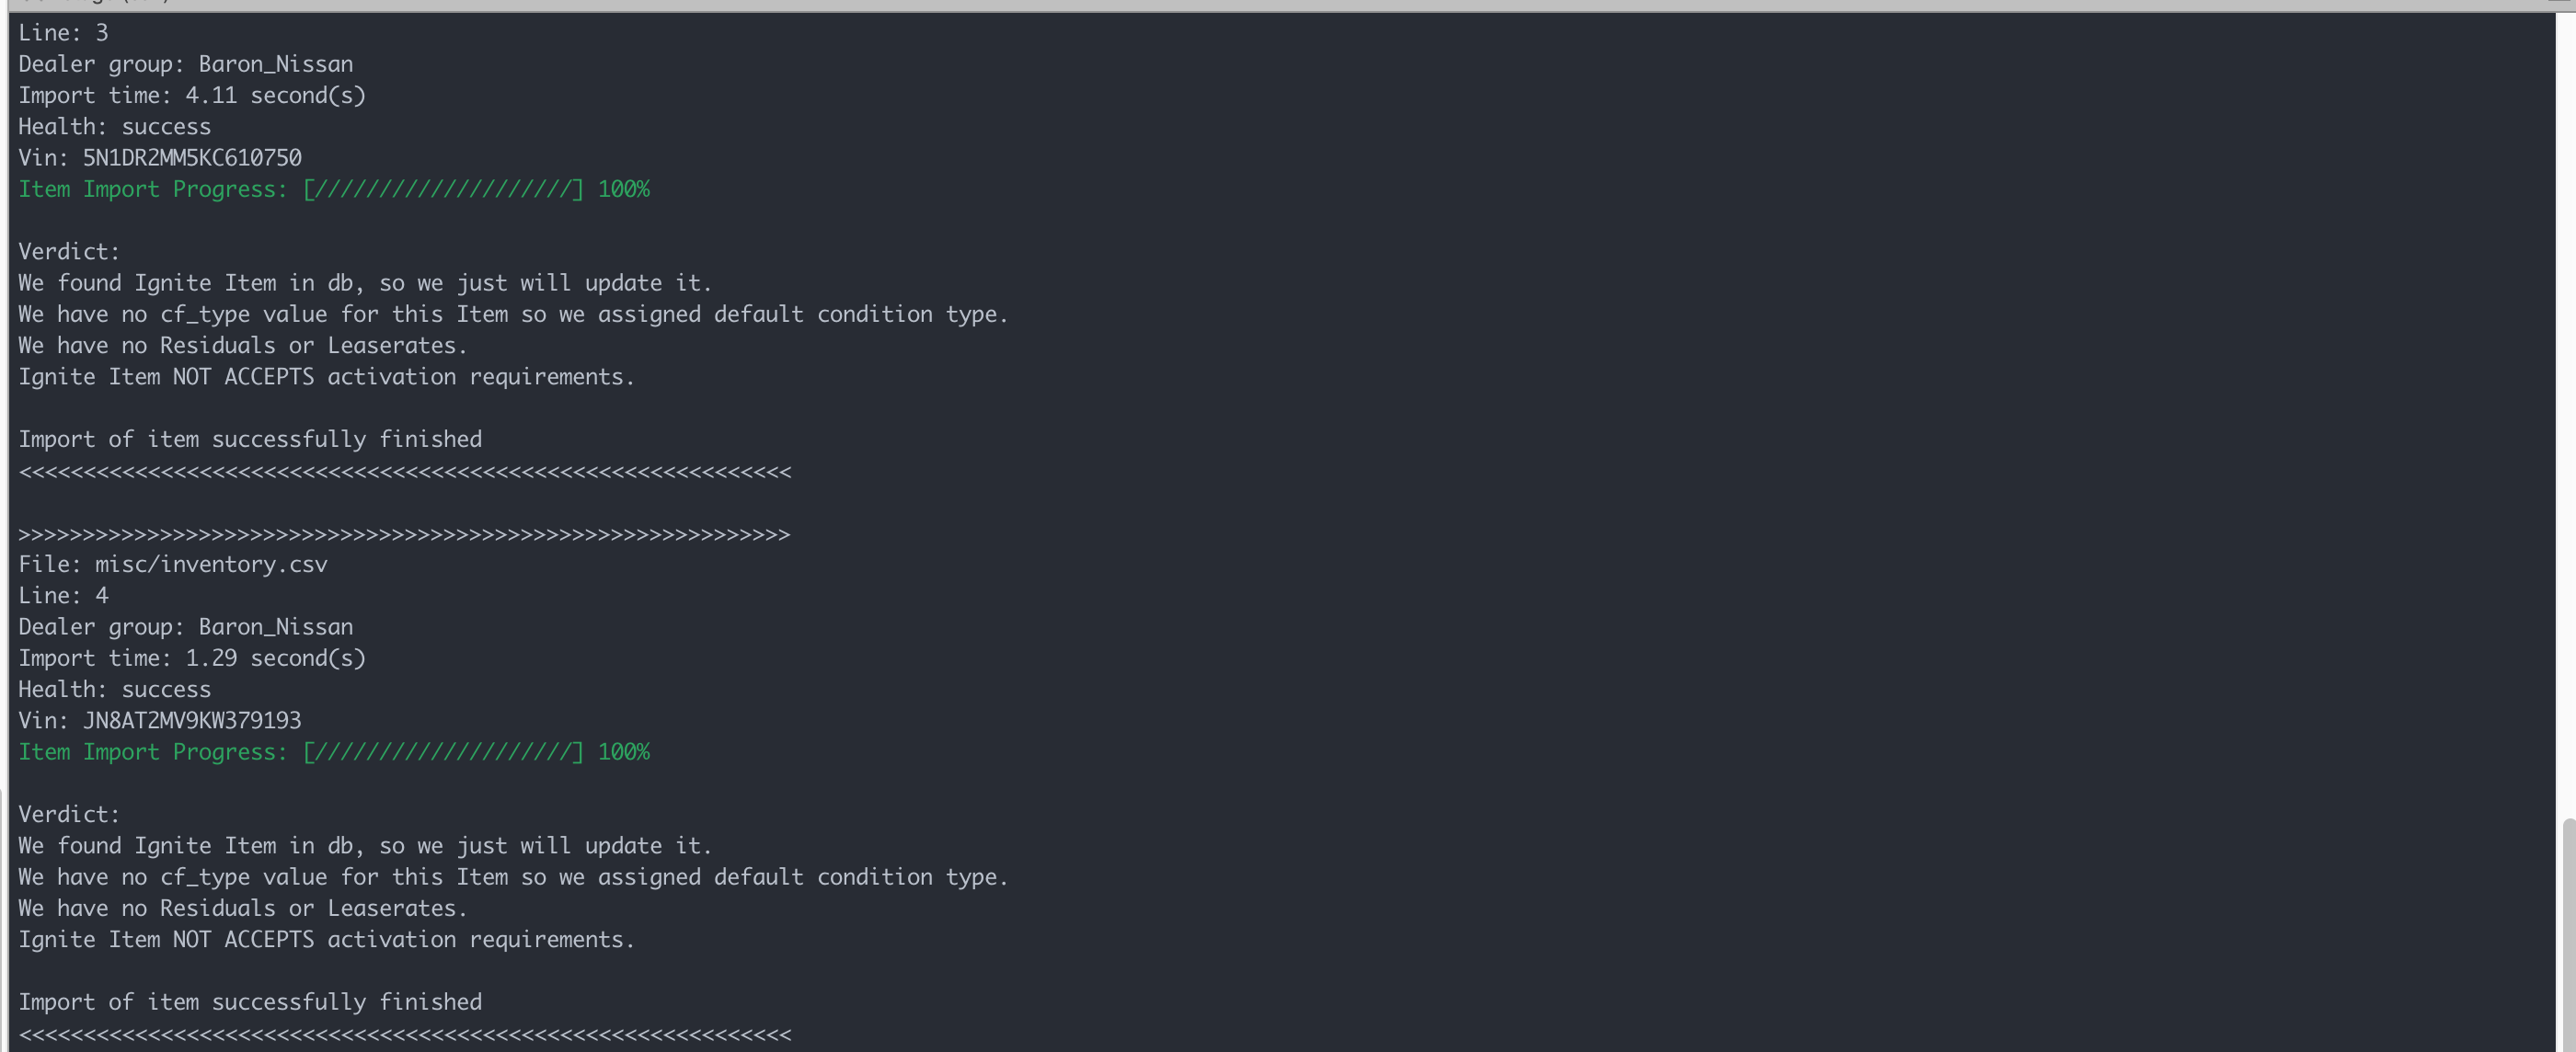 Line: 3
Dealer group: Baron_Nissan
Import time: 4.11 second(s)
Health: success
Vin: 5N1DR2MM5KC610750
Item Import Progress: [////////////////////] 100%
Verdict:
We found Ignite Item in db, so we just will update it.
We have no cf_type value for this Item so we assigned default condition type.
We have no Residuals or Leaserates.
Ignite Item NOT ACCEPTS activation requirements.
Import of item successfully finished
<<<<<<<<<<<<<<<<<<<<<<<<<<<<<<<<<<<<<<<<<<<<<<<<<<<<<<<<<<<<
>>>>>>>>>>>>>>>>>>>>>>>>>>>>>>>>>>>>>>>>>>>>>>>>>>>>>>>>>>>>
File: misc/inventory.csv
Line: 4
Dealer group: Baron_Nissan
Import time: 1.29 second(s)
Health: success
Vin: JN8AT2MV9KW379193
Item Import Progress: [////////////////////] 100%
Verdict:
We found Ignite Item in db, so we just will update it.
We have no cf_type value for this Item so we assigned default condition type.
We have no Residuals or Leaserates.
Ignite Item NOT ACCEPTS activation requirements.
Import of item successfully finished
<<<<<<<<<<<<<<<<<<<<<<<<<<<<<<<<<<<<<<<<<<<<<<<<<<<<<<<<<<<<